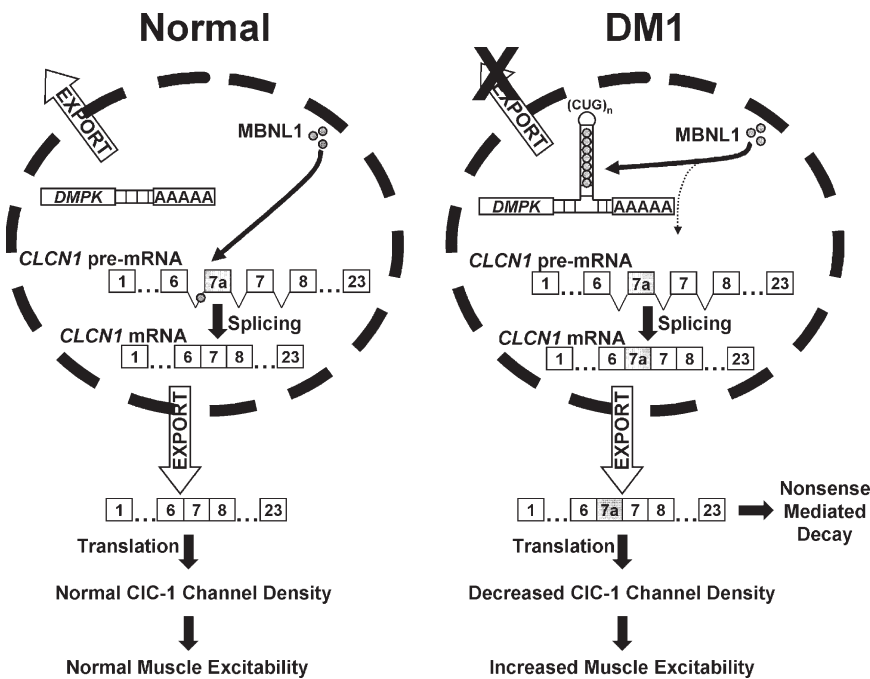 Normal
EXPORT
MBNL1
DMPK AAAAA
CLCN1 pre-mRNA
1 ... 6 7a 7 8 ... 23
Splicing
CLCN1 mRNA
1 ... 6 7 8 ... 23
EXPORT
1 ... 6 7 8 ... 23
Translation
Normal ClC-1 Channel Density
Normal Muscle Excitability
DM1
EXPORT
(CUG)n
MBNL1
DMPK AAAAA
CLCN1 pre-mRNA
1 ... 6 7a 7 8 ... 23
Splicing
CLCN1 mRNA
1 ... 6 7a 7 8 ... 23
EXPORT
1 ... 6 7a 7 8 ... 23
Nonsense
Mediated
Decay
Translation
Decreased ClC-1 Channel Density
Increased Muscle Excitability